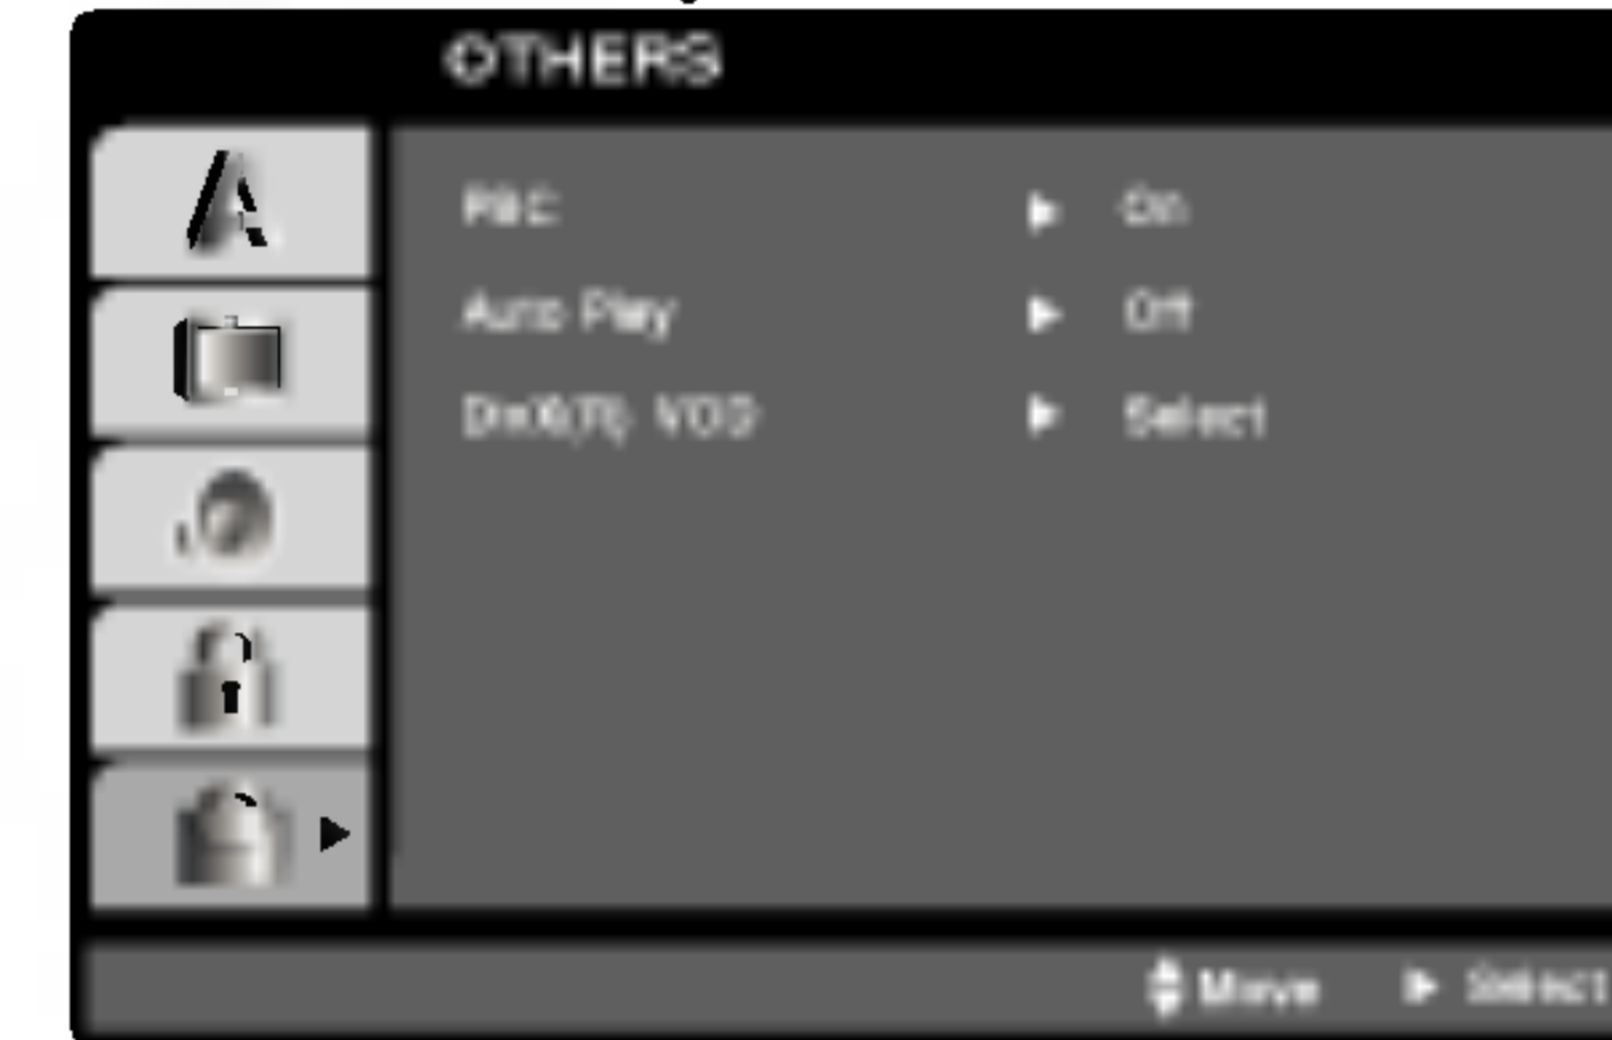 OTHERS
PBC On
Auto Play Off
DivX(R) VOD Select
Move Select